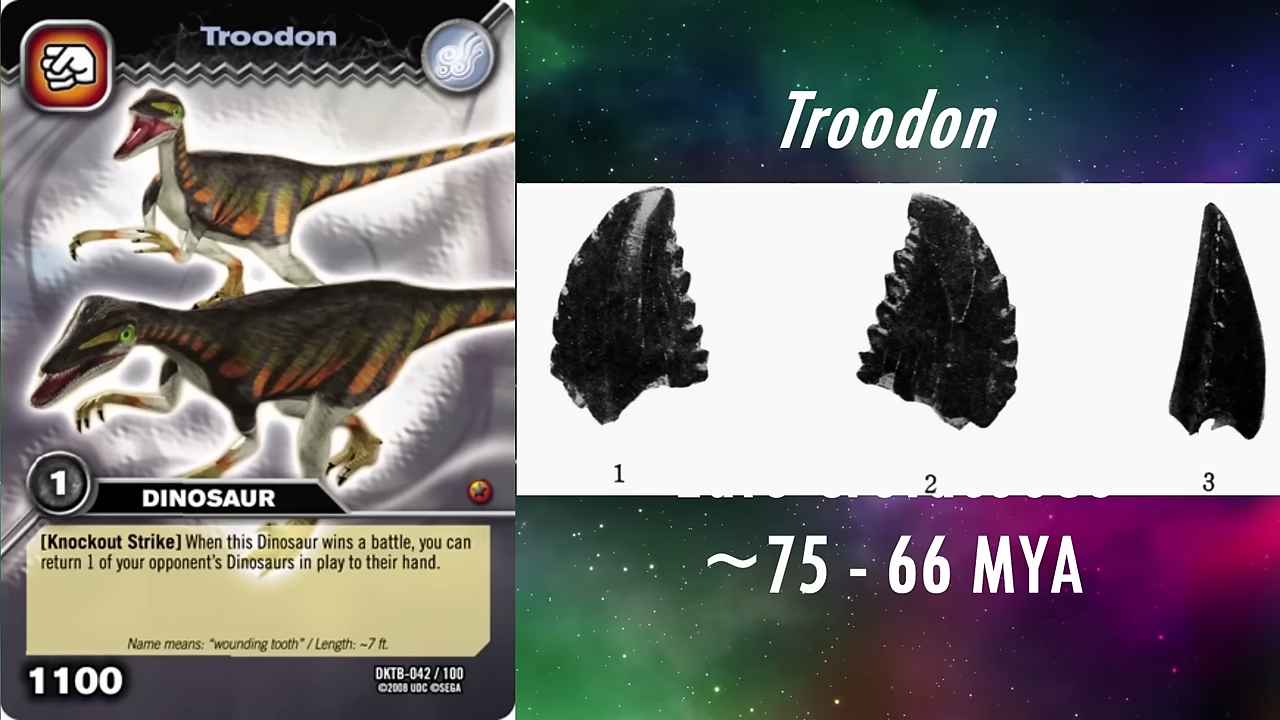 Troodon
1
DINOSAUR
[Knockout Strike] When this Dinosaur wins a battle, you can
return 1 of your opponent's Dinosaurs in play to their hand.
Name means: "wounding tooth" / Length: ~7 ft.
1100
DKTB-042 / 100
©2008 UDC ©SEGA
Troodon
1
2
3
~75 - 66 MYA